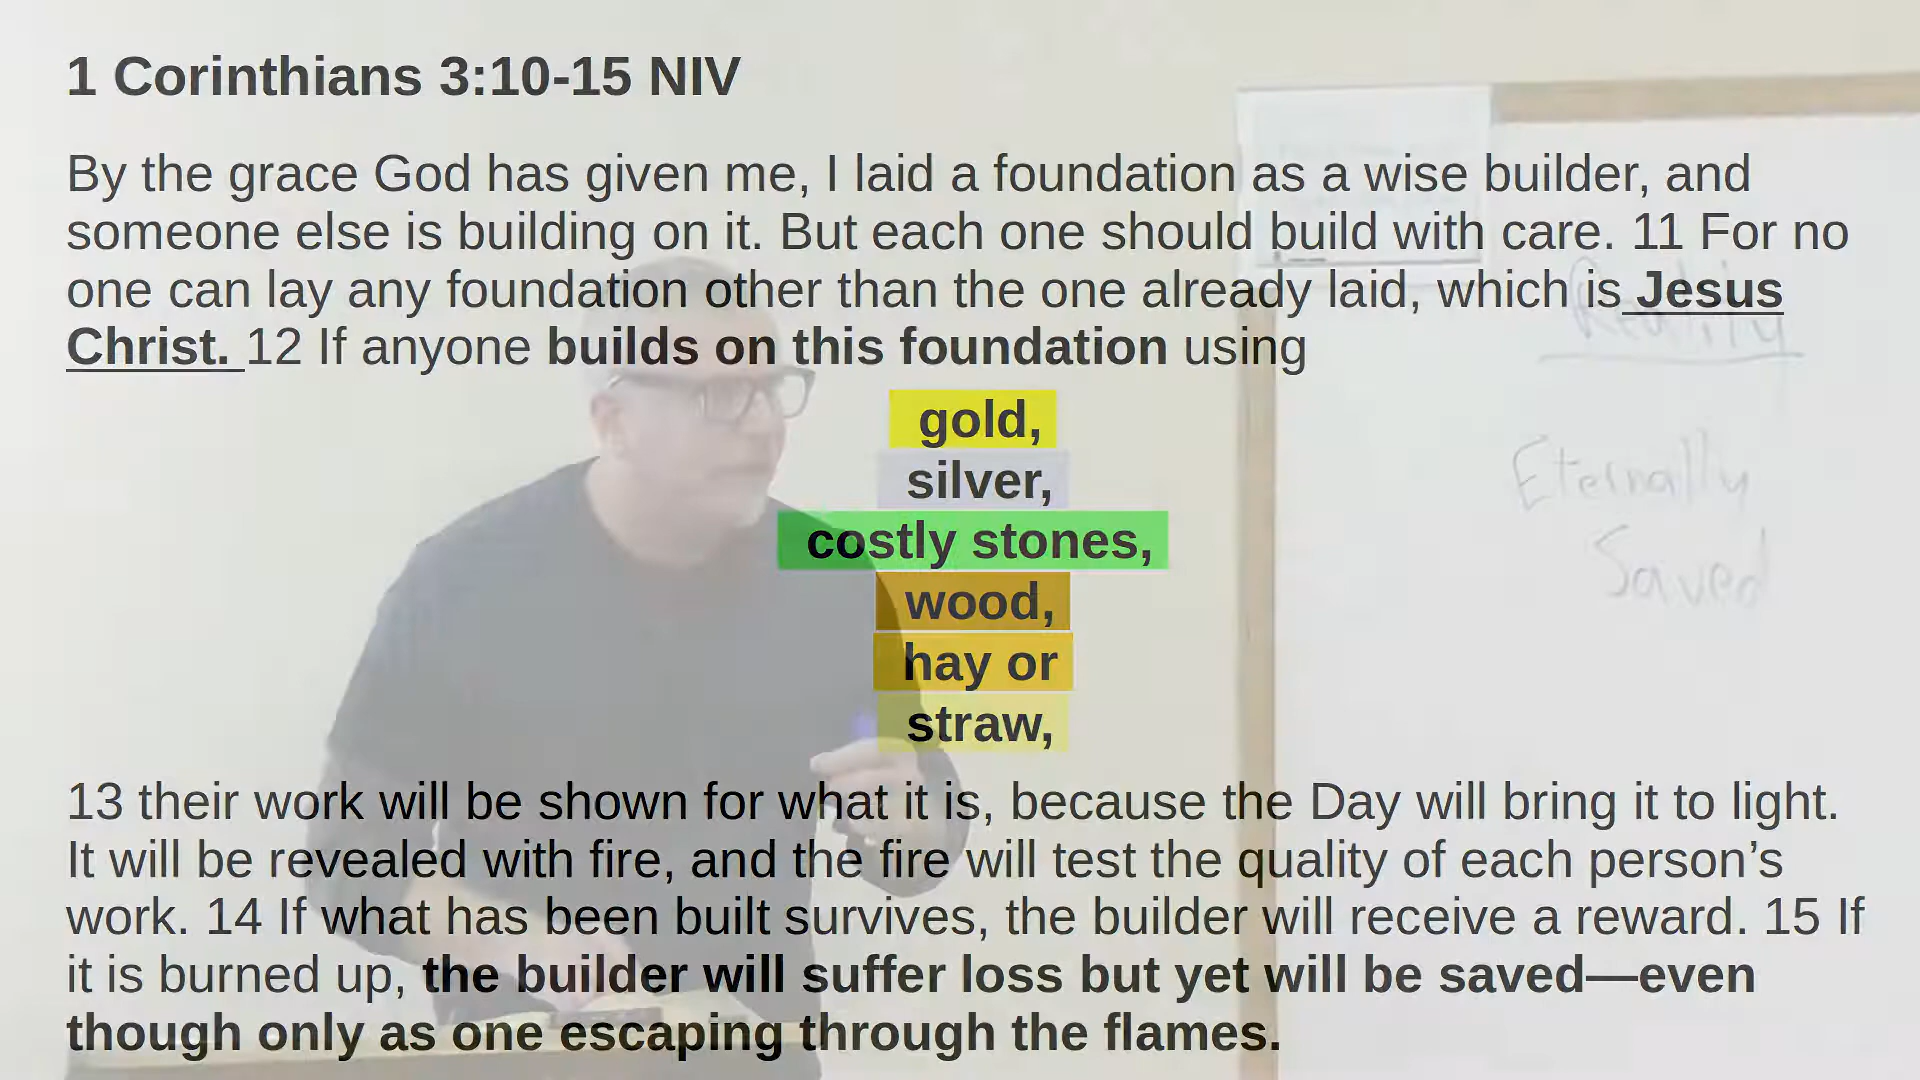 1 Corinthians 3:10-15 NIV
By the grace God has given me, I laid a foundation as a wise builder, and
someone else is building on it. But each one should build with care. 11 For no
one can lay any foundation other than the one already laid, which is Jesus
Christ. 12 If anyone builds on this foundation using
gold,
silver,
costly stones,
wood,
hay or
straw,
13 their work will be shown for what it is, because the Day will bring it to light.
It will be revealed with fire, and the fire will test the quality of each person’s
work. 14 If what has been built survives, the builder will receive a reward. 15 If
it is burned up, the builder will suffer loss but yet will be saved—even
though only as one escaping through the flames.
Reality
Eternally
Saved